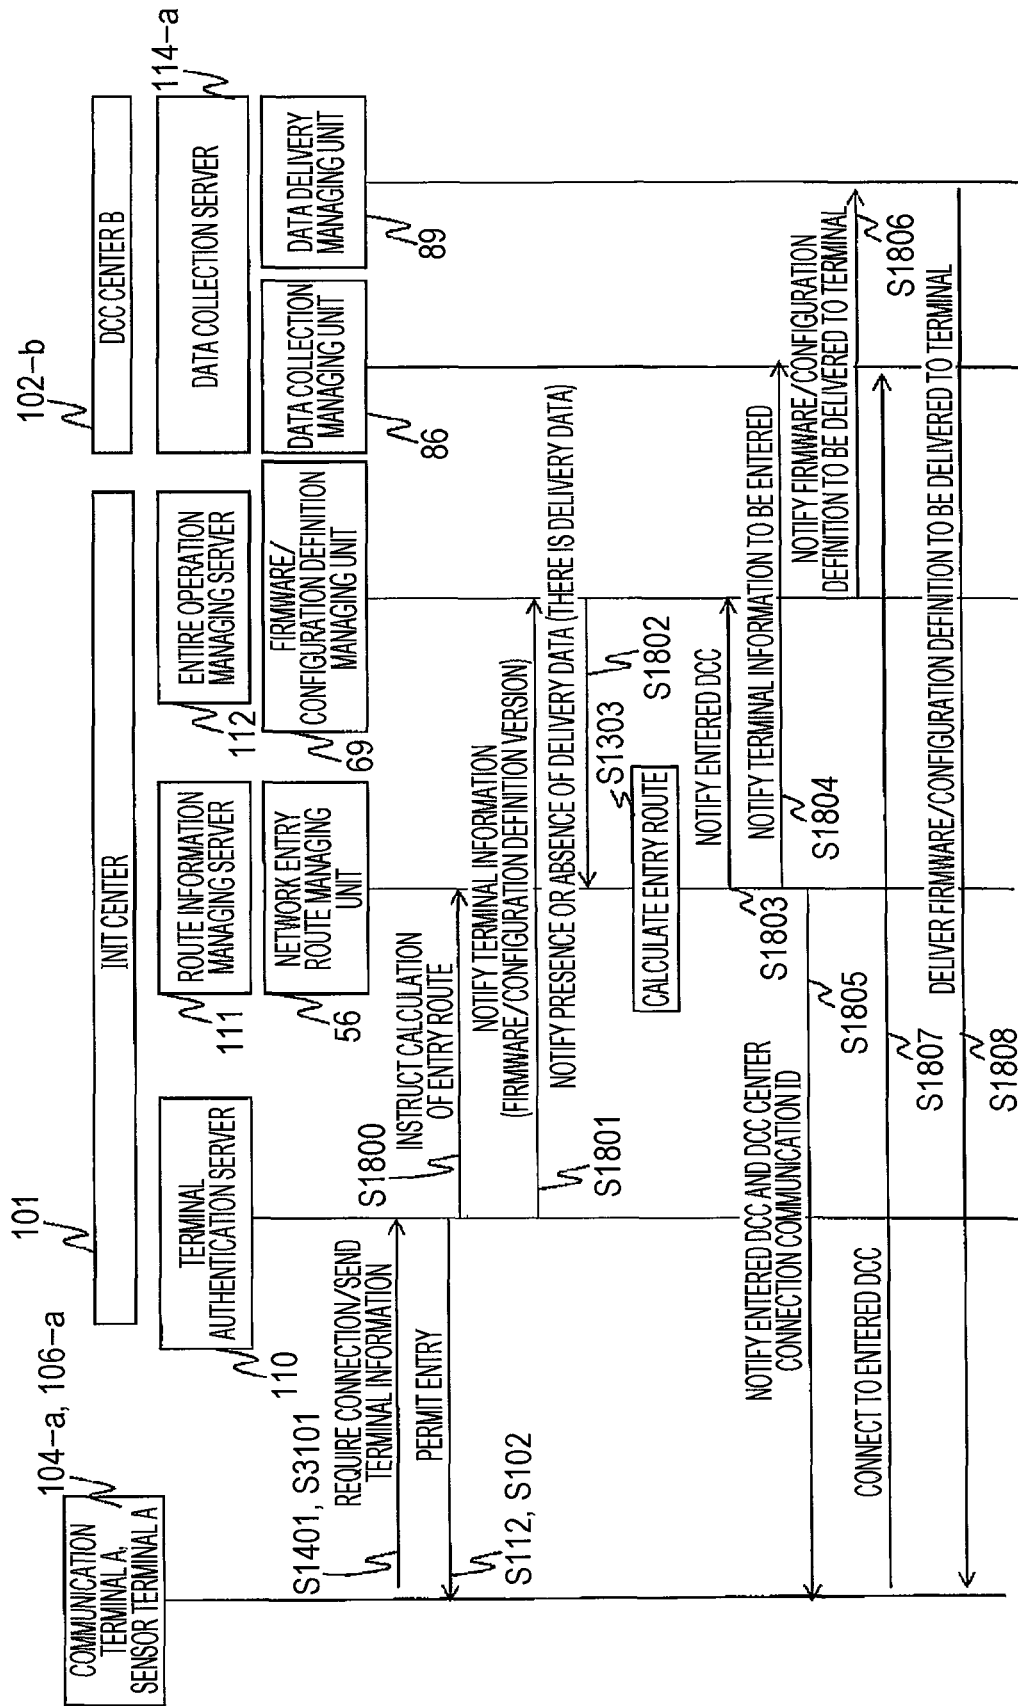 COMMUNICATION
TERMINAL A,
SENSOR TERMINAL A
104-a, 106-a
101
INIT CENTER
102-b
DCC CENTER B
TERMINAL
AUTHENTICATION SERVER
110
ROUTE INFORMATION
MANAGING SERVER
111
ENTIRE OPERATION
MANAGING SERVER
112
DATA COLLECTION
SERVER
114-a
NETWORK ENTRY
ROUTE MANAGING
UNIT
56
FIRMWARE/
CONFIGURATION DEFINITION
MANAGING UNIT
69
DATA COLLECTION
MANAGING UNIT
86
DATA DELIVERY
MANAGING UNIT
89
S1401, S3101
REQUIRE CONNECTION/SEND
TERMINAL INFORMATION
PERMIT ENTRY
S112, S102
S1800
INSTRUCT CALCULATION
OF ENTRY ROUTE
NOTIFY TERMINAL INFORMATION
(FIRMWARE/CONFIGURATION DEFINITION VERSION)
S1801
NOTIFY PRESENCE OR ABSENCE OF DELIVERY DATA (THERE IS DELIVERY DATA)
S1802
S1303
CALCULATE ENTRY ROUTE
NOTIFY ENTERED DCC
S1803
NOTIFY TERMINAL INFORMATION TO BE ENTERED
S1804
NOTIFY ENTERED DCC AND DCC CENTER
CONNECTION COMMUNICATION ID
S1805
NOTIFY FIRMWARE/CONFIGURATION
DEFINITION TO BE DELIVERED TO TERMINAL
S1806
CONNECT TO ENTERED DCC
S1807
DELIVER FIRMWARE/CONFIGURATION DEFINITION TO BE DELIVERED TO TERMINAL
S1808